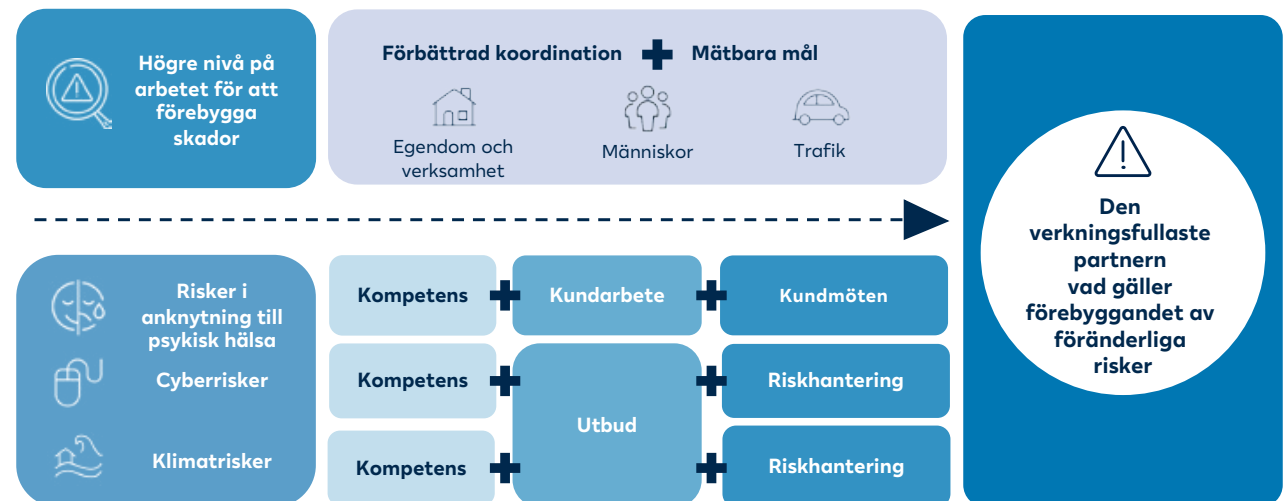 Högre nivå på
arbetet för att
förebygga
skador
Förbättrad koordination
Mätbara mål
Egendom och
verksamhet
Människor
Trafik
Risker i
anknytning till
psykisk hälsa
Kompetens
Kundarbete
Kundmöten
Cyberrisker
Kompetens
Utbud
Riskhantering
Klimatrisker
Kompetens
Riskhantering
Den
verkningsfullaste
partnern
vad gäller
förebyggandet av
föränderliga
risker